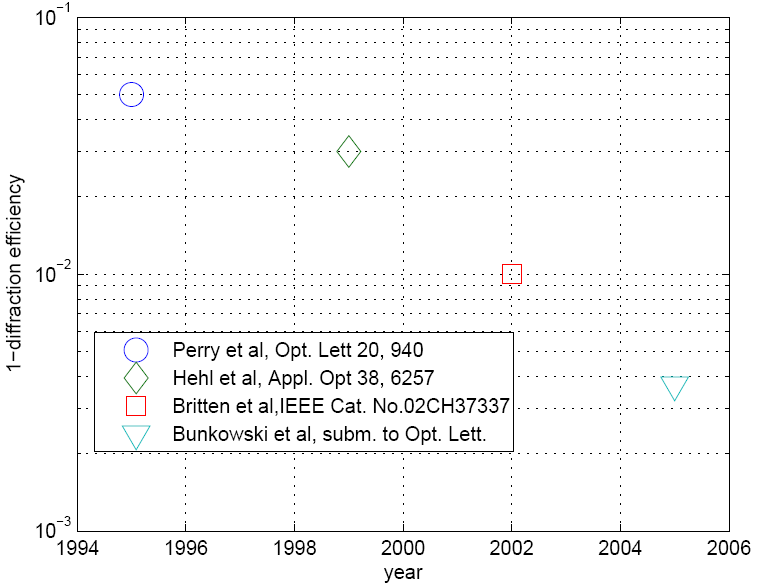 10−1
10−2
10−3
1−diffraction efficiency
Perry et al, Opt. Lett 20, 940
Hehl et al, Appl. Opt 38, 6257
Britten et al,IEEE Cat. No.02CH37337
Bunkowski et al, subm. to Opt. Lett.
1994 1996 1998 2000 2002 2004 2006
year